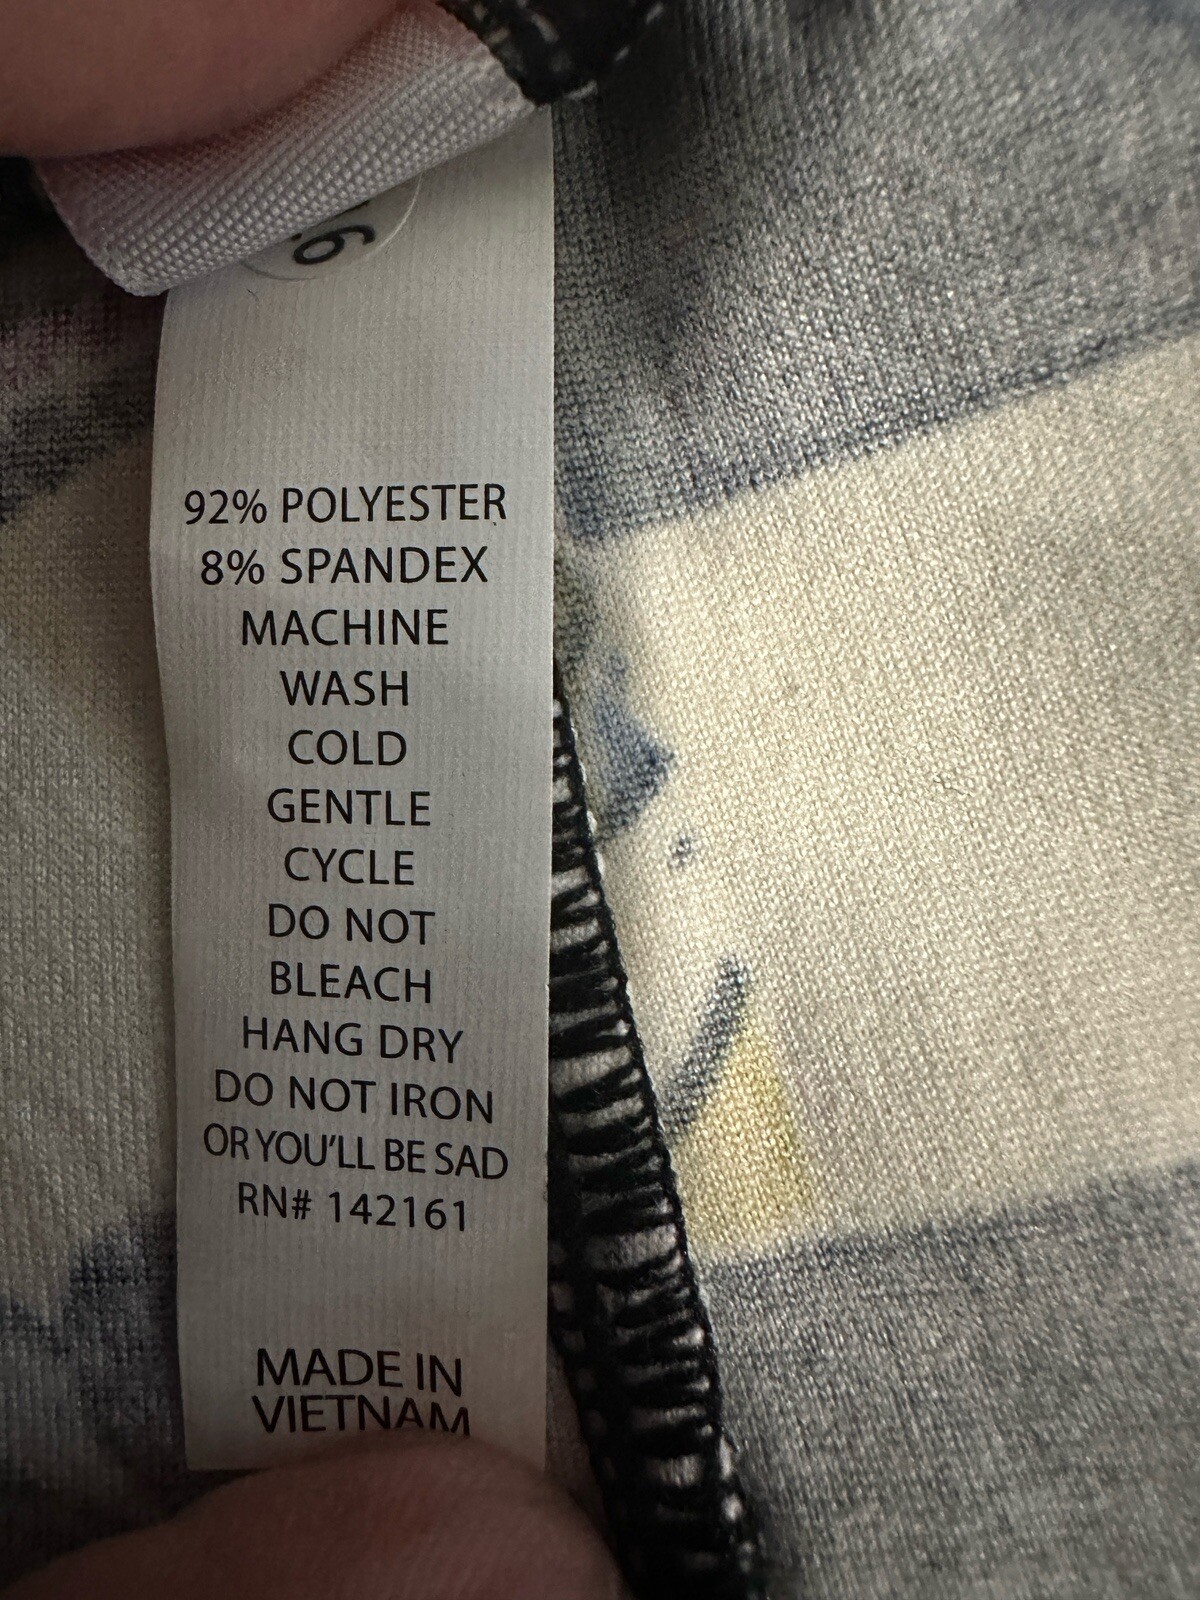 92% POLYESTER
8% SPANDEX
MACHINE
WASH
COLD
GENTLE
CYCLE
DO NOT
BLEACH
HANG DRY
DO NOT IRON
OR YOU'LL BE SAD
RN# 142161
MADE IN
VIETNAM